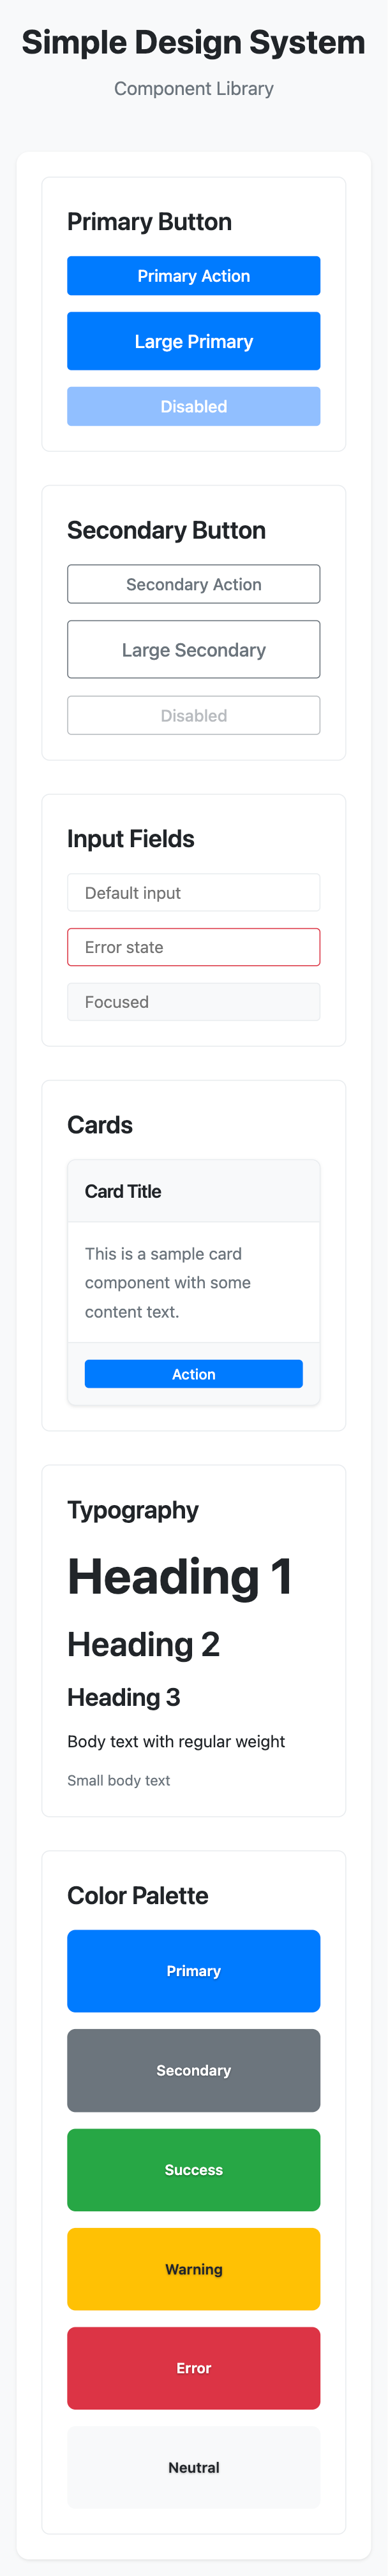 Simple Design System
Component Library
Primary Button
Primary Action
Large Primary
Disabled
Secondary Button
Secondary Action
Large Secondary
Disabled
Input Fields
Default input
Error state
Focused
Cards
Card Title
This is a sample card
component with some
content text.
Action
Typography
Heading 1
Heading 2
Heading 3
Body text with regular weight
Small body text
Color Palette
Primary
Secondary
Success
Warning
Error
Neutral